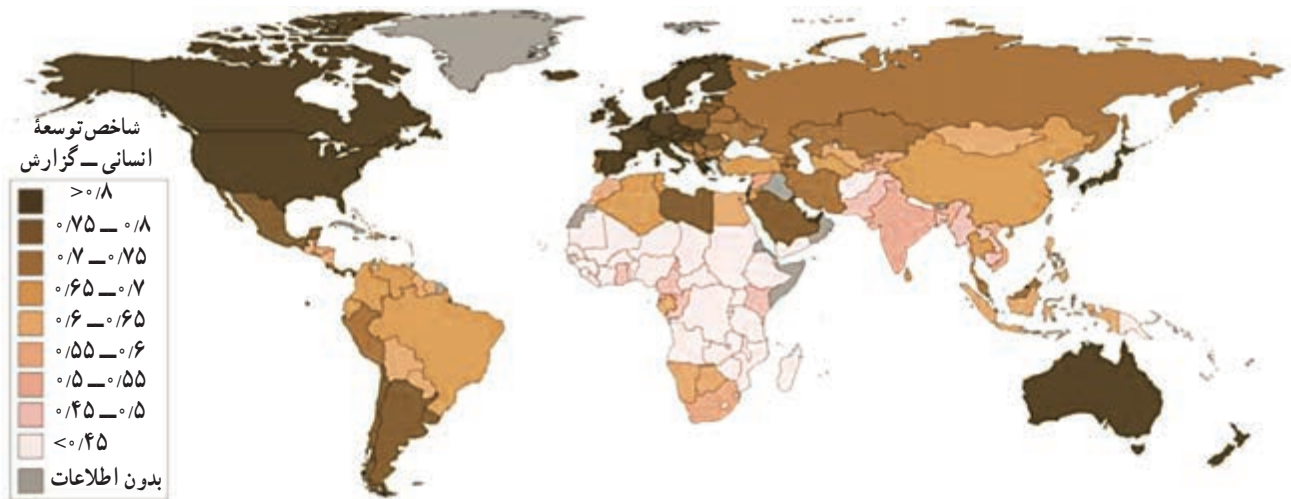 شاخص توسعهٔ
انسانی ــ گزارش
>۰/۸
۰/۷۵ ــ ۰/۸
۰/۷ ــ ۰/۷۵
۰/۶۵ ــ ۰/۷
۰/۶ ــ ۰/۶۵
۰/۵۵ ــ ۰/۶
۰/۵ ــ ۰/۵۵
۰/۴۵ ــ ۰/۵
<۰/۴۵
بدون اطلاعات